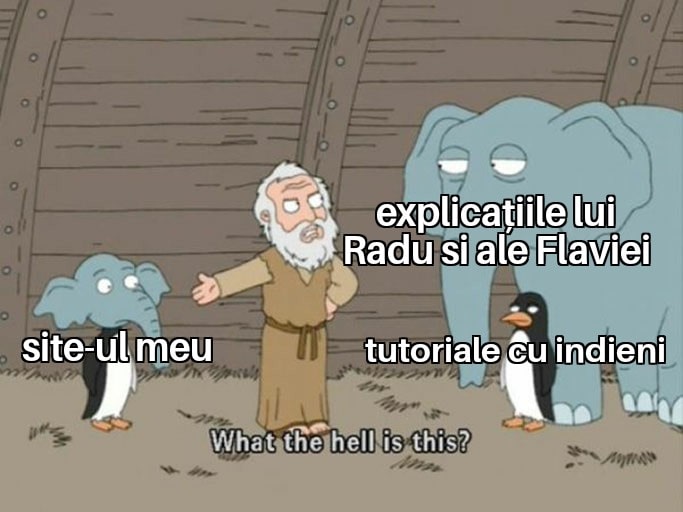 explicațiile lui
Radu si ale Flaviei
site-ul meu
tutoriale cu indieni
What the hell is this?